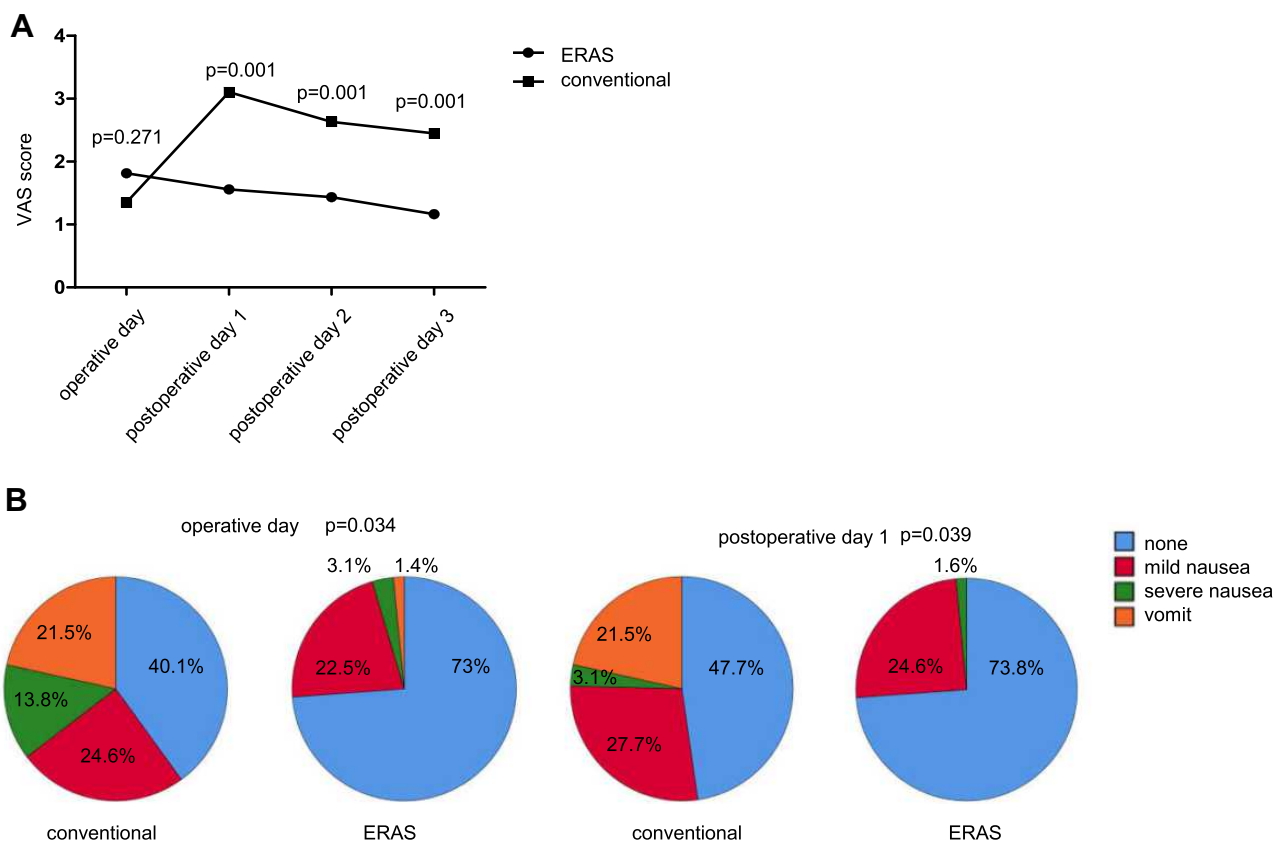 A
4
3
2
1
0
VAS score
p=0.271
p=0.001
p=0.001
p=0.001
ERAS
conventional
operative day
postoperative day 1
postoperative day 2
postoperative day 3
B
operative day p=0.034
postoperative day 1 p=0.039
3.1% 1.4%
1.6%
21.5%
40.1%
13.8%
24.6%
22.5%
73%
21.5%
47.7%
3.1%
27.7%
24.6%
73.8%
none
mild nausea
severe nausea
vomit
conventional
ERAS
conventional
ERAS